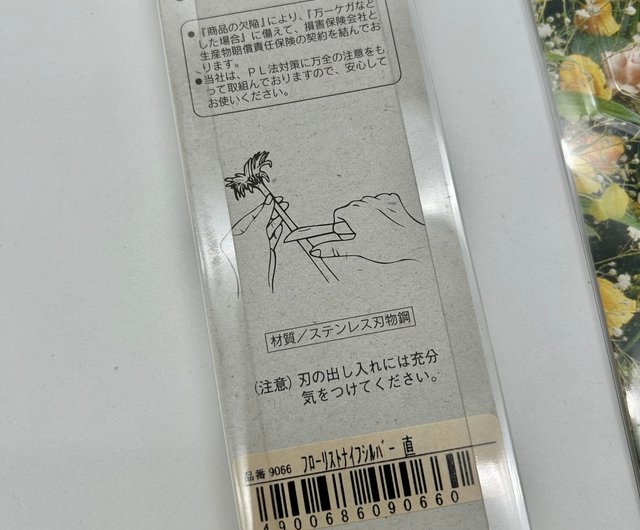 『商品の欠陥』により、『万一ケガなど
した場合』に備えて、損害保険会社と
生産物賠償責任保険の契約を結んでお
ります。
●当社は、PL法対策に万全の注意をも
って取組んでおりますので、安心して
お使いください。
材質/ステンレス刃物鋼
(注意) 刃の出し入れには充分
気をつけてください。
品番 9066 フローリストナイフシルバー 直
4900686090660